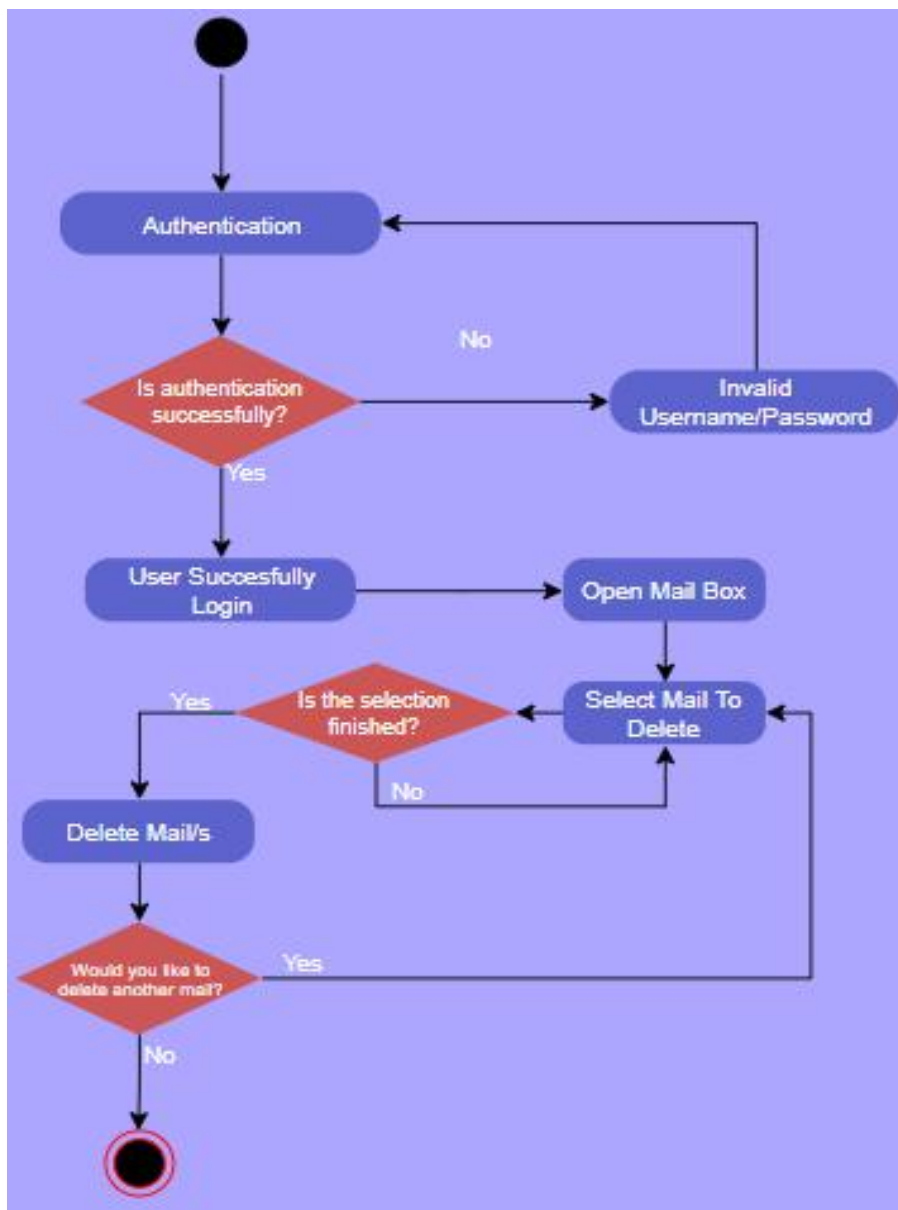 Authentication
No
Is authentication
successfully?
Invalid
Username/Password
Yes
User Succesfully
Login
Open Mail Box
Yes
Is the selection
finished?
Select Mail To
Delete
No
Delete Mail/s
Would you like to
delete another mail?
Yes
No